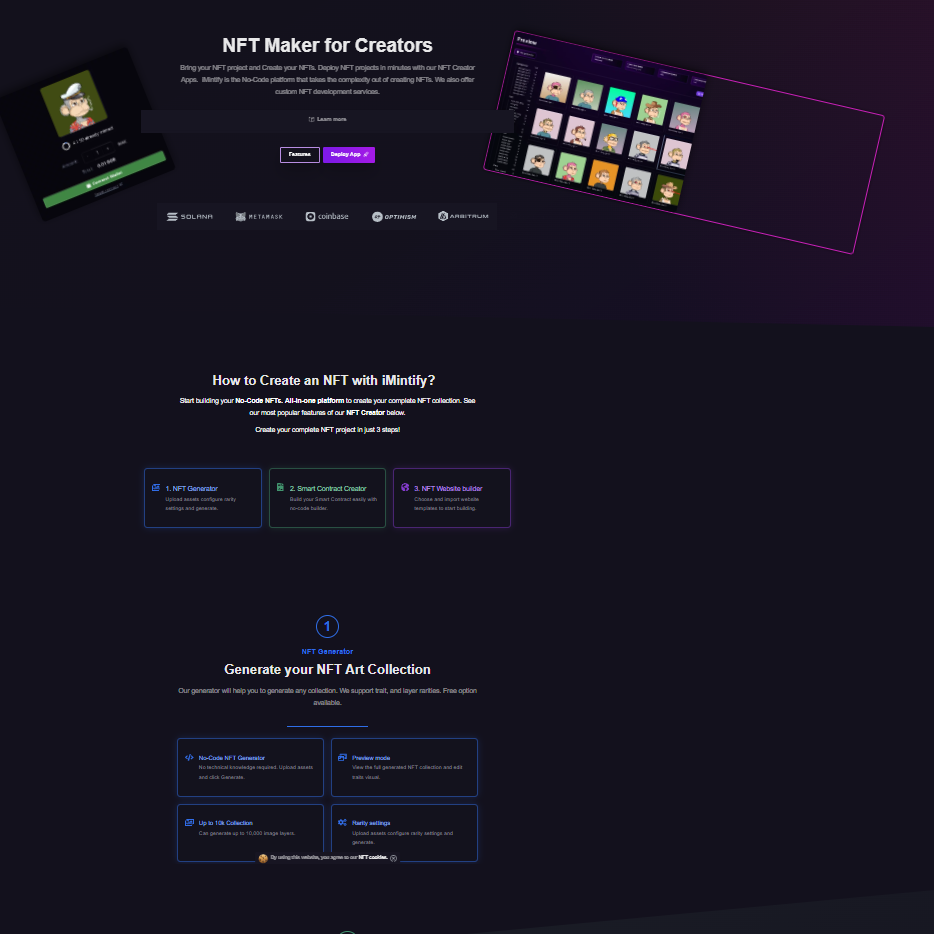 NFT Maker for Creators
Bring your NFT project and Create your NFTs. Deploy NFT projects in minutes with our NFT Creator
Apps. iMintify is the No-Code platform that takes the complexity out of creating NFTs. We also offer
custom NFT development services.
Learn more
Features
Deploy App
Preview
SOLANA
METAMASK
coinbase
OPTIMISM
ARBITRUM
How to Create an NFT with iMintify?
Start building your No-Code NFTs. All-in-one platform to create your complete NFT collection. See
our most popular features of our NFT Creator below.
Create your complete NFT project in just 3 steps!
1. NFT Generator
Upload assets configure rarity
settings and generate.
2. Smart Contract Creator
Build your Smart Contract easily with
no-code builder.
3. NFT Website builder
Choose and import website
templates to start building.
1
NFT Generator
Generate your NFT Art Collection
Our generator will help you to generate any collection. We support trait, and layer rarities. Free option
available.
No-Code NFT Generator
No technical knowledge required. Upload assets
and click Generate.
Preview mode
View the full generated NFT collection and edit
traits visual.
Up to 10k Collection
Can generate up to 10,000 image layers.
Rarity settings
Upload assets configure rarity settings and
generate.
By using this website, you agree to our NFT cookies.